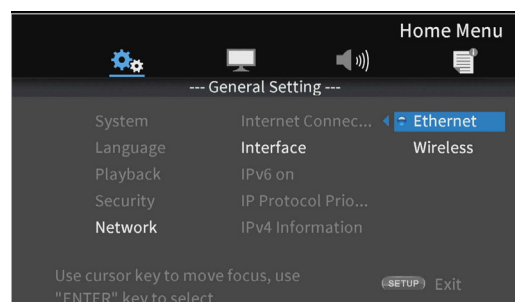 Home Menu
--- General Setting ---
System Internet Connec... Ethernet
Language Interface Wireless
Playback IPv6 on
Security IP Protocol Prio...
Network IPv4 Information
Use cursor key to move focus, use
"ENTER" key to select
SETUP Exit